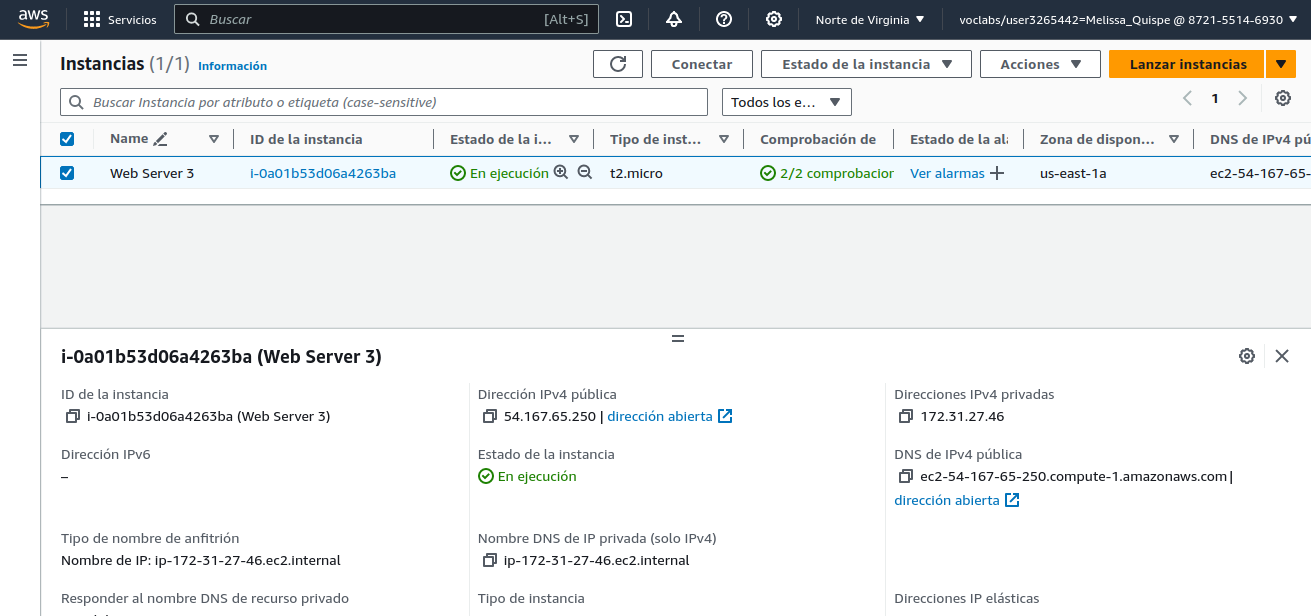 aws Servicios Buscar [Alt+S] Norte de Virginia voclabs/user3265442=Melissa_Quispe @ 8721-5514-6930
Instancias (1/1) Información Conectar Estado de la instancia Acciones Lanzar instancias
Buscar Instancia por atributo o etiqueta (case-sensitive) Todos los e... 1
Name ID de la instancia Estado de la i... Tipo de inst... Comprobación de Estado de la al Zona de dispon... DNS de IPv4 pú
Web Server 3 i-0a01b53d06a4263ba En ejecución t2.micro 2/2 comprobacior Ver alarmas us-east-1a ec2-54-167-65-
i-0a01b53d06a4263ba (Web Server 3)
ID de la instancia Dirección IPv4 pública Direcciones IPv4 privadas
i-0a01b53d06a4263ba (Web Server 3) 54.167.65.250 | dirección abierta 172.31.27.46
Dirección IPv6 Estado de la instancia DNS de IPv4 pública
– En ejecución ec2-54-167-65-250.compute-1.amazonaws.com |
dirección abierta
Tipo de nombre de anfitrión Nombre DNS de IP privada (solo IPv4)
Nombre de IP: ip-172-31-27-46.ec2.internal ip-172-31-27-46.ec2.internal
Responder al nombre DNS de recurso privado Tipo de instancia Direcciones IP elásticas